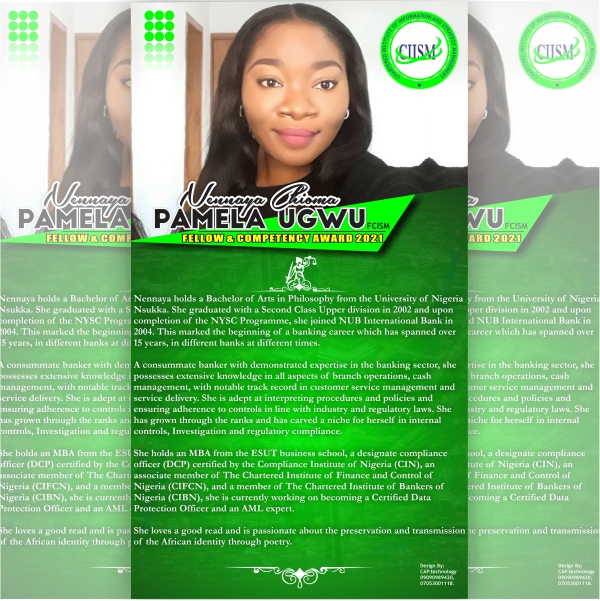 CIISM
CHARTERED INSTITUTE OF INFORMATION AND STRATEGY MANAGEMENT
Nennaya Chioma
PAMELA UGWU FCISM
FELLOW & COMPETENCY AWARD 2021
Nennaya holds a Bachelor of Arts in Philosophy from the University of Nigeria
Nsukka. She graduated with a Second Class Upper division in 2002 and upon
completion of the NYSC Programme, she joined NUB International Bank in
2004. This marked the beginning of a banking career which has spanned over
15 years, in different banks at different times.
A consummate banker with demonstrated expertise in the banking sector, she
possesses extensive knowledge in all aspects of branch operations, cash
management, with notable track record in customer service management and
service delivery. She is adept at interpreting procedures and policies and
ensuring adherence to controls in line with industry and regulatory laws. She
has grown through the ranks and has carved a niche for herself in internal
controls, Investigation and regulatory compliance.
She holds an MBA from the ESUT business school, a designate compliance
officer (DCP) certified by the Compliance Institute of Nigeria (CIN), an
associate member of The Chartered Institute of Finance and Control of
Nigeria (CIFCN), and a member of The Chartered Institute of Bankers of
Nigeria (CIBN), she is currently working on becoming a Certified Data
Protection Officer and an AML expert.
She loves a good read and is passionate about the preservation and transmission
of the African identity through poetry.
Design By:
CAP.technology
09090989420,
07053001118.